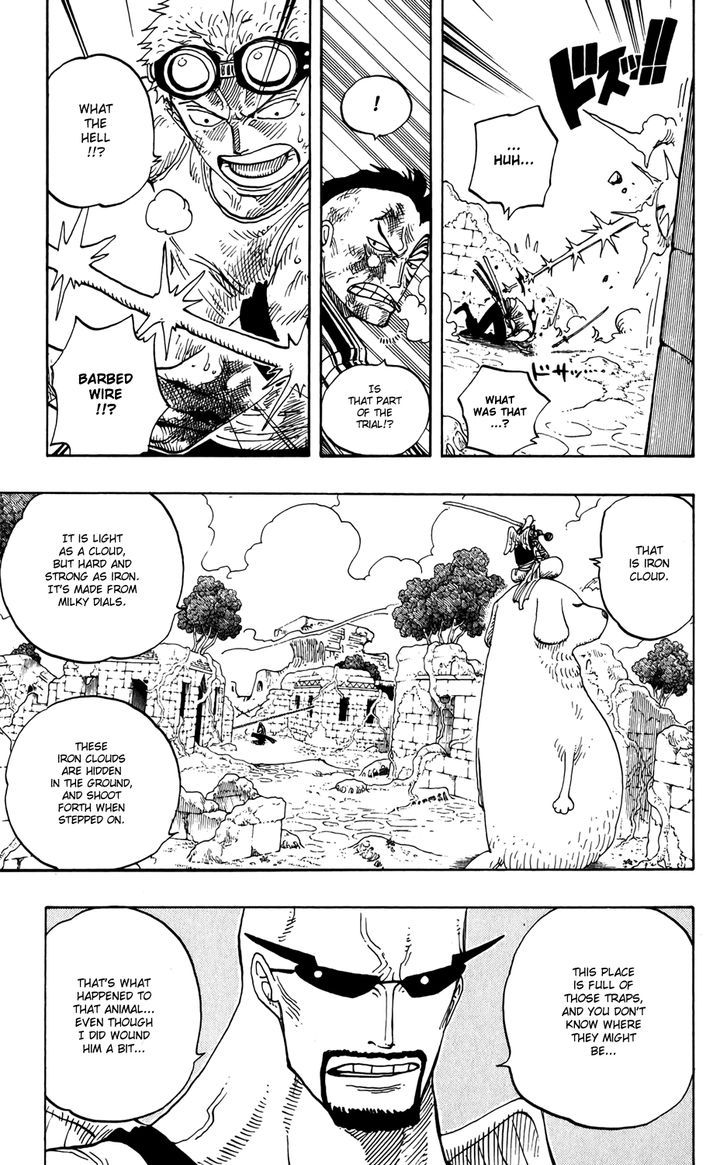 ドスッ!!
...
HUH...
WHAT
WAS THAT
...?
ドサッ...
!
IS
THAT PART
OF THE
TRIAL!?
WHAT
THE
HELL
!!?
BARBED
WIRE
!!?
THAT
IS IRON
CLOUD.
IT IS LIGHT
AS A CLOUD,
BUT HARD AND
STRONG AS IRON.
IT'S MADE FROM
MILKY DIALS.
THESE
IRON CLOUDS
ARE HIDDEN
IN THE GROUND,
AND SHOOT
FORTH WHEN
STEPPED ON.
THIS PLACE
IS FULL OF
THOSE TRAPS,
AND YOU DON'T
KNOW WHERE
THEY MIGHT
BE...
THAT'S WHAT
HAPPENED TO
THAT ANIMAL...
EVEN THOUGH
I DID WOUND
HIM A BIT...